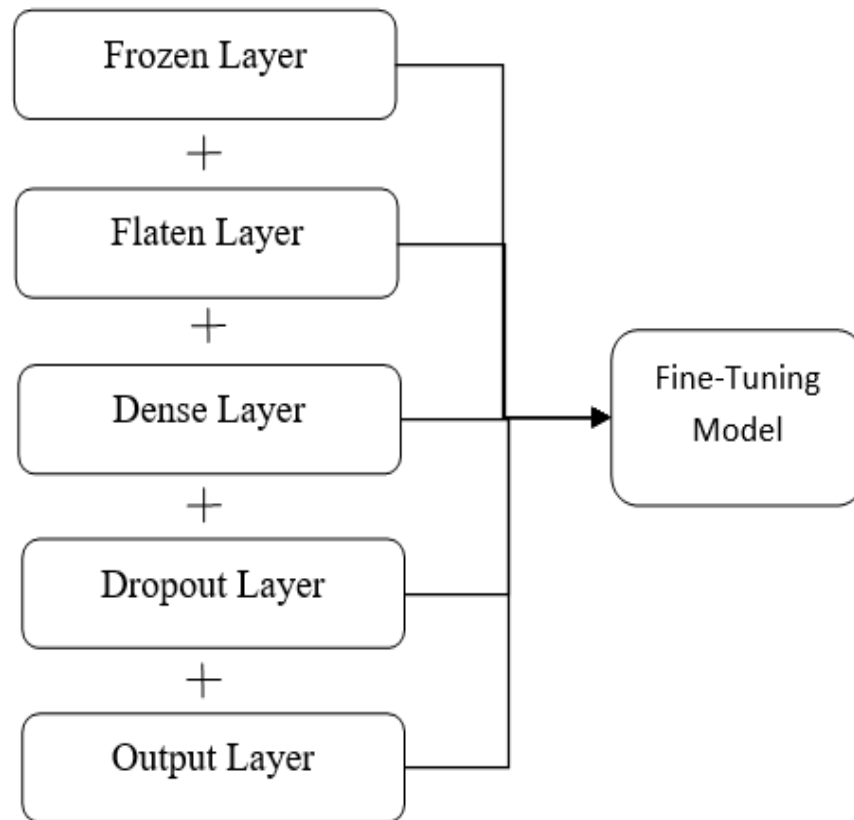 Frozen Layer
+
Flaten Layer
+
Dense Layer
+
Dropout Layer
+
Output Layer
Fine-Tuning
Model